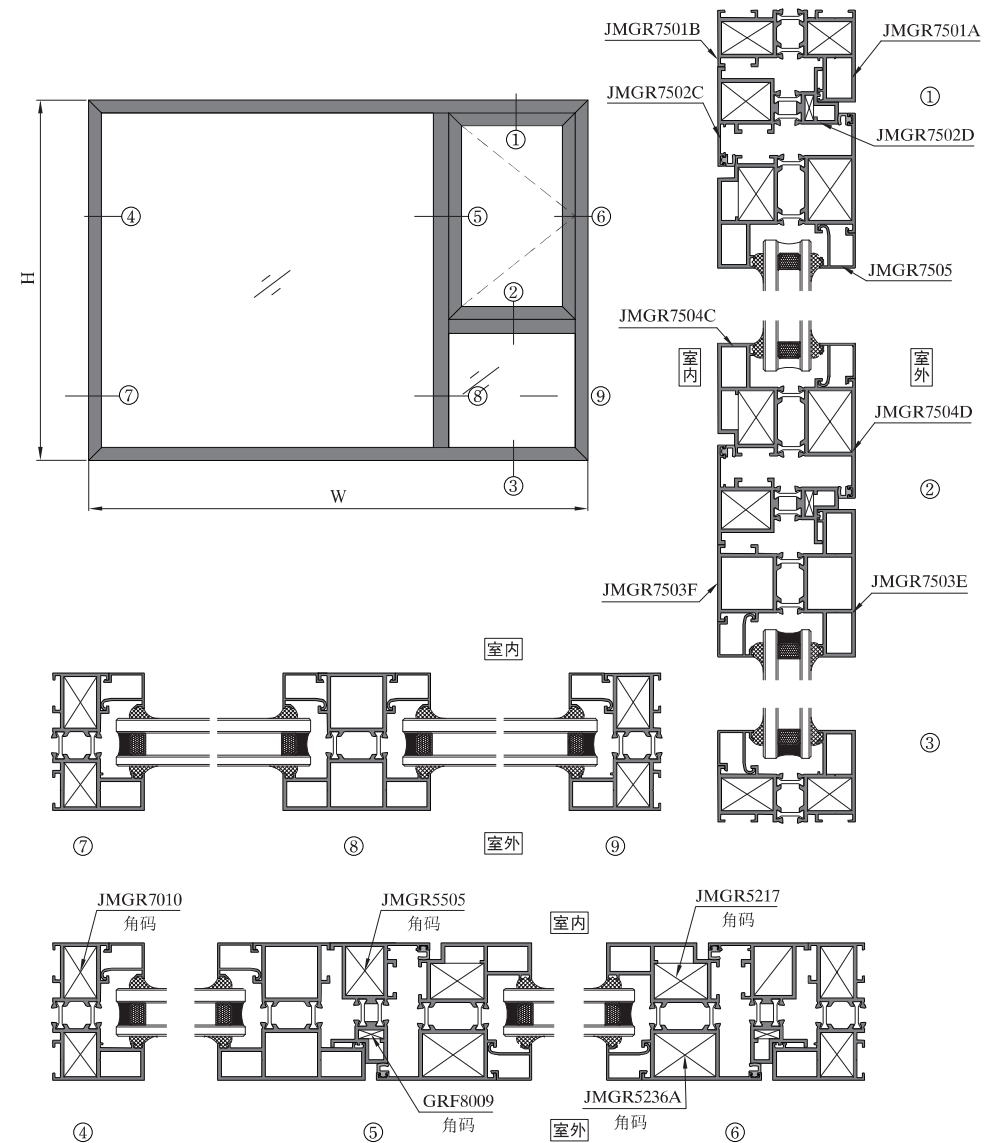 JMGR7501B
JMGR7501A
JMGR7502C
①
JMGR7502D
JMGR7505
①
④
⑤
⑥
H
②
⑦
⑧
⑨
③
W
JMGR7504C
室内
室外
JMGR7504D
②
JMGR7503F
JMGR7503E
③
室内
⑦
⑧
室外
⑨
JMGR7010
角码
JMGR5505
角码
室内
JMGR5217
角码
GRF8009
角码
JMGR5236A
角码
④
⑤
室外
⑥